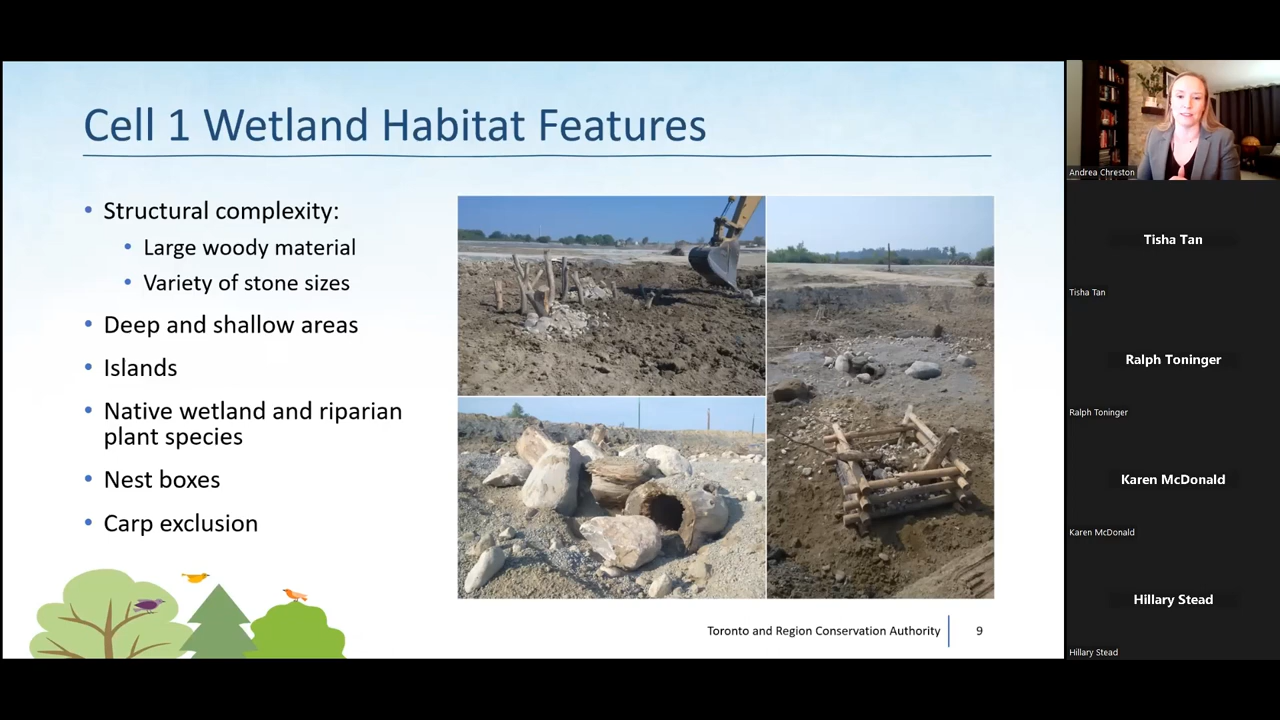 Cell 1 Wetland Habitat Features
• Structural complexity:
• Large woody material
• Variety of stone sizes
• Deep and shallow areas
• Islands
• Native wetland and riparian
plant species
• Nest boxes
• Carp exclusion
Toronto and Region Conservation Authority
9
Andrea Chreston
Tisha Tan
Tisha Tan
Ralph Toninger
Ralph Toninger
Karen McDonald
Karen McDonald
Hillary Stead
Hillary Stead